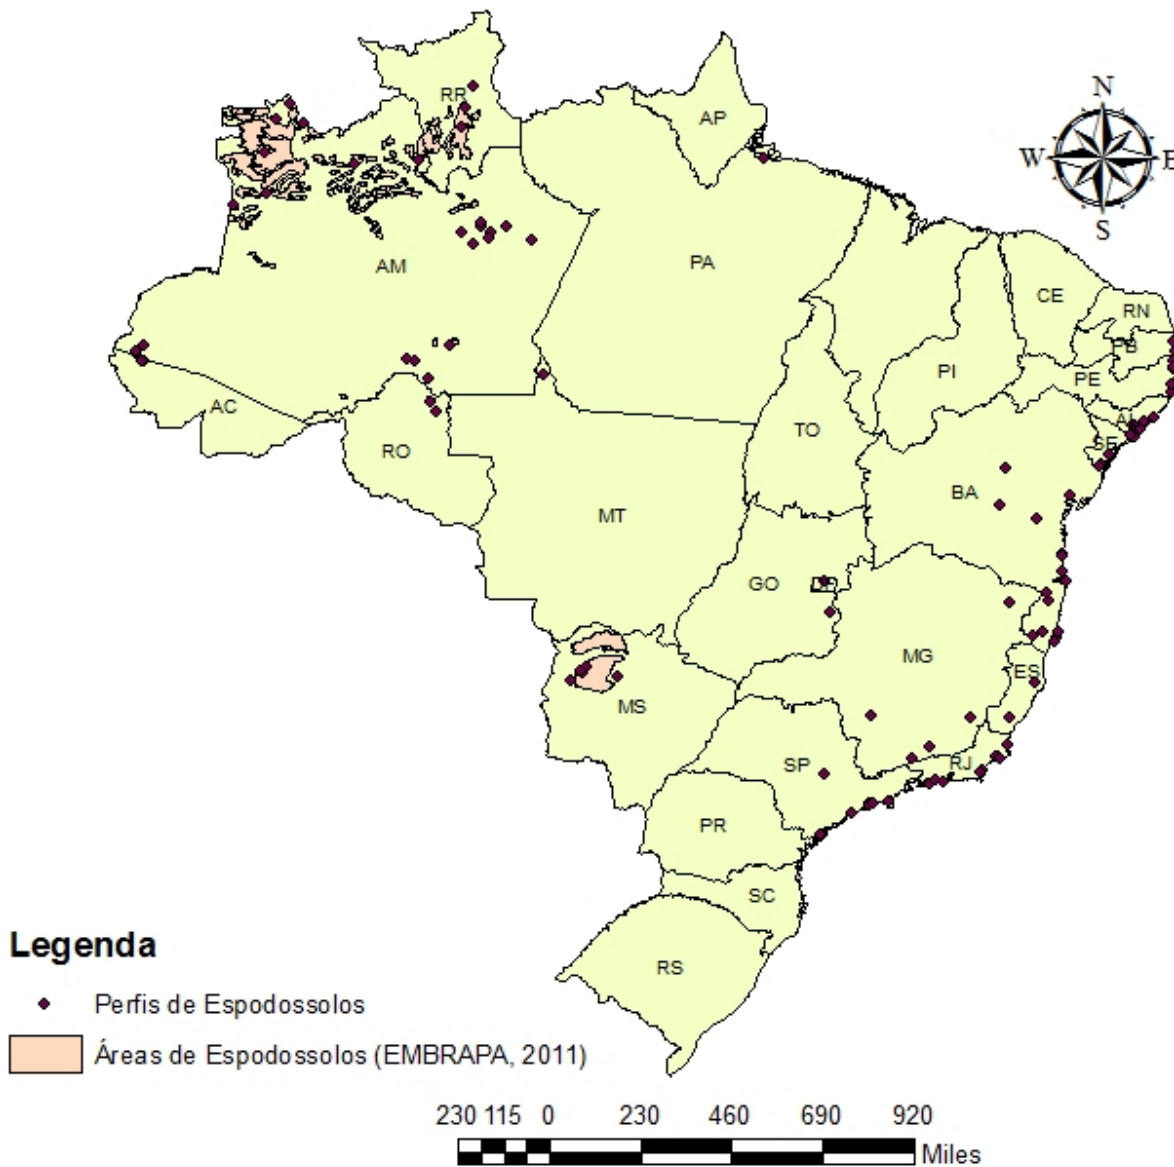 N
W E
S
RR
AP
AM
PA
CE
RN
PB
PI
PE
AC
AL
TO
SE
RO
BA
MT
GO
DF
MG
ES
MS
SP
RJ
PR
SC
RS
Legenda
Perfis de Espodossolos
Áreas de Espodossolos (EMBRAPA, 2011)
230 115 0 230 460 690 920
Miles